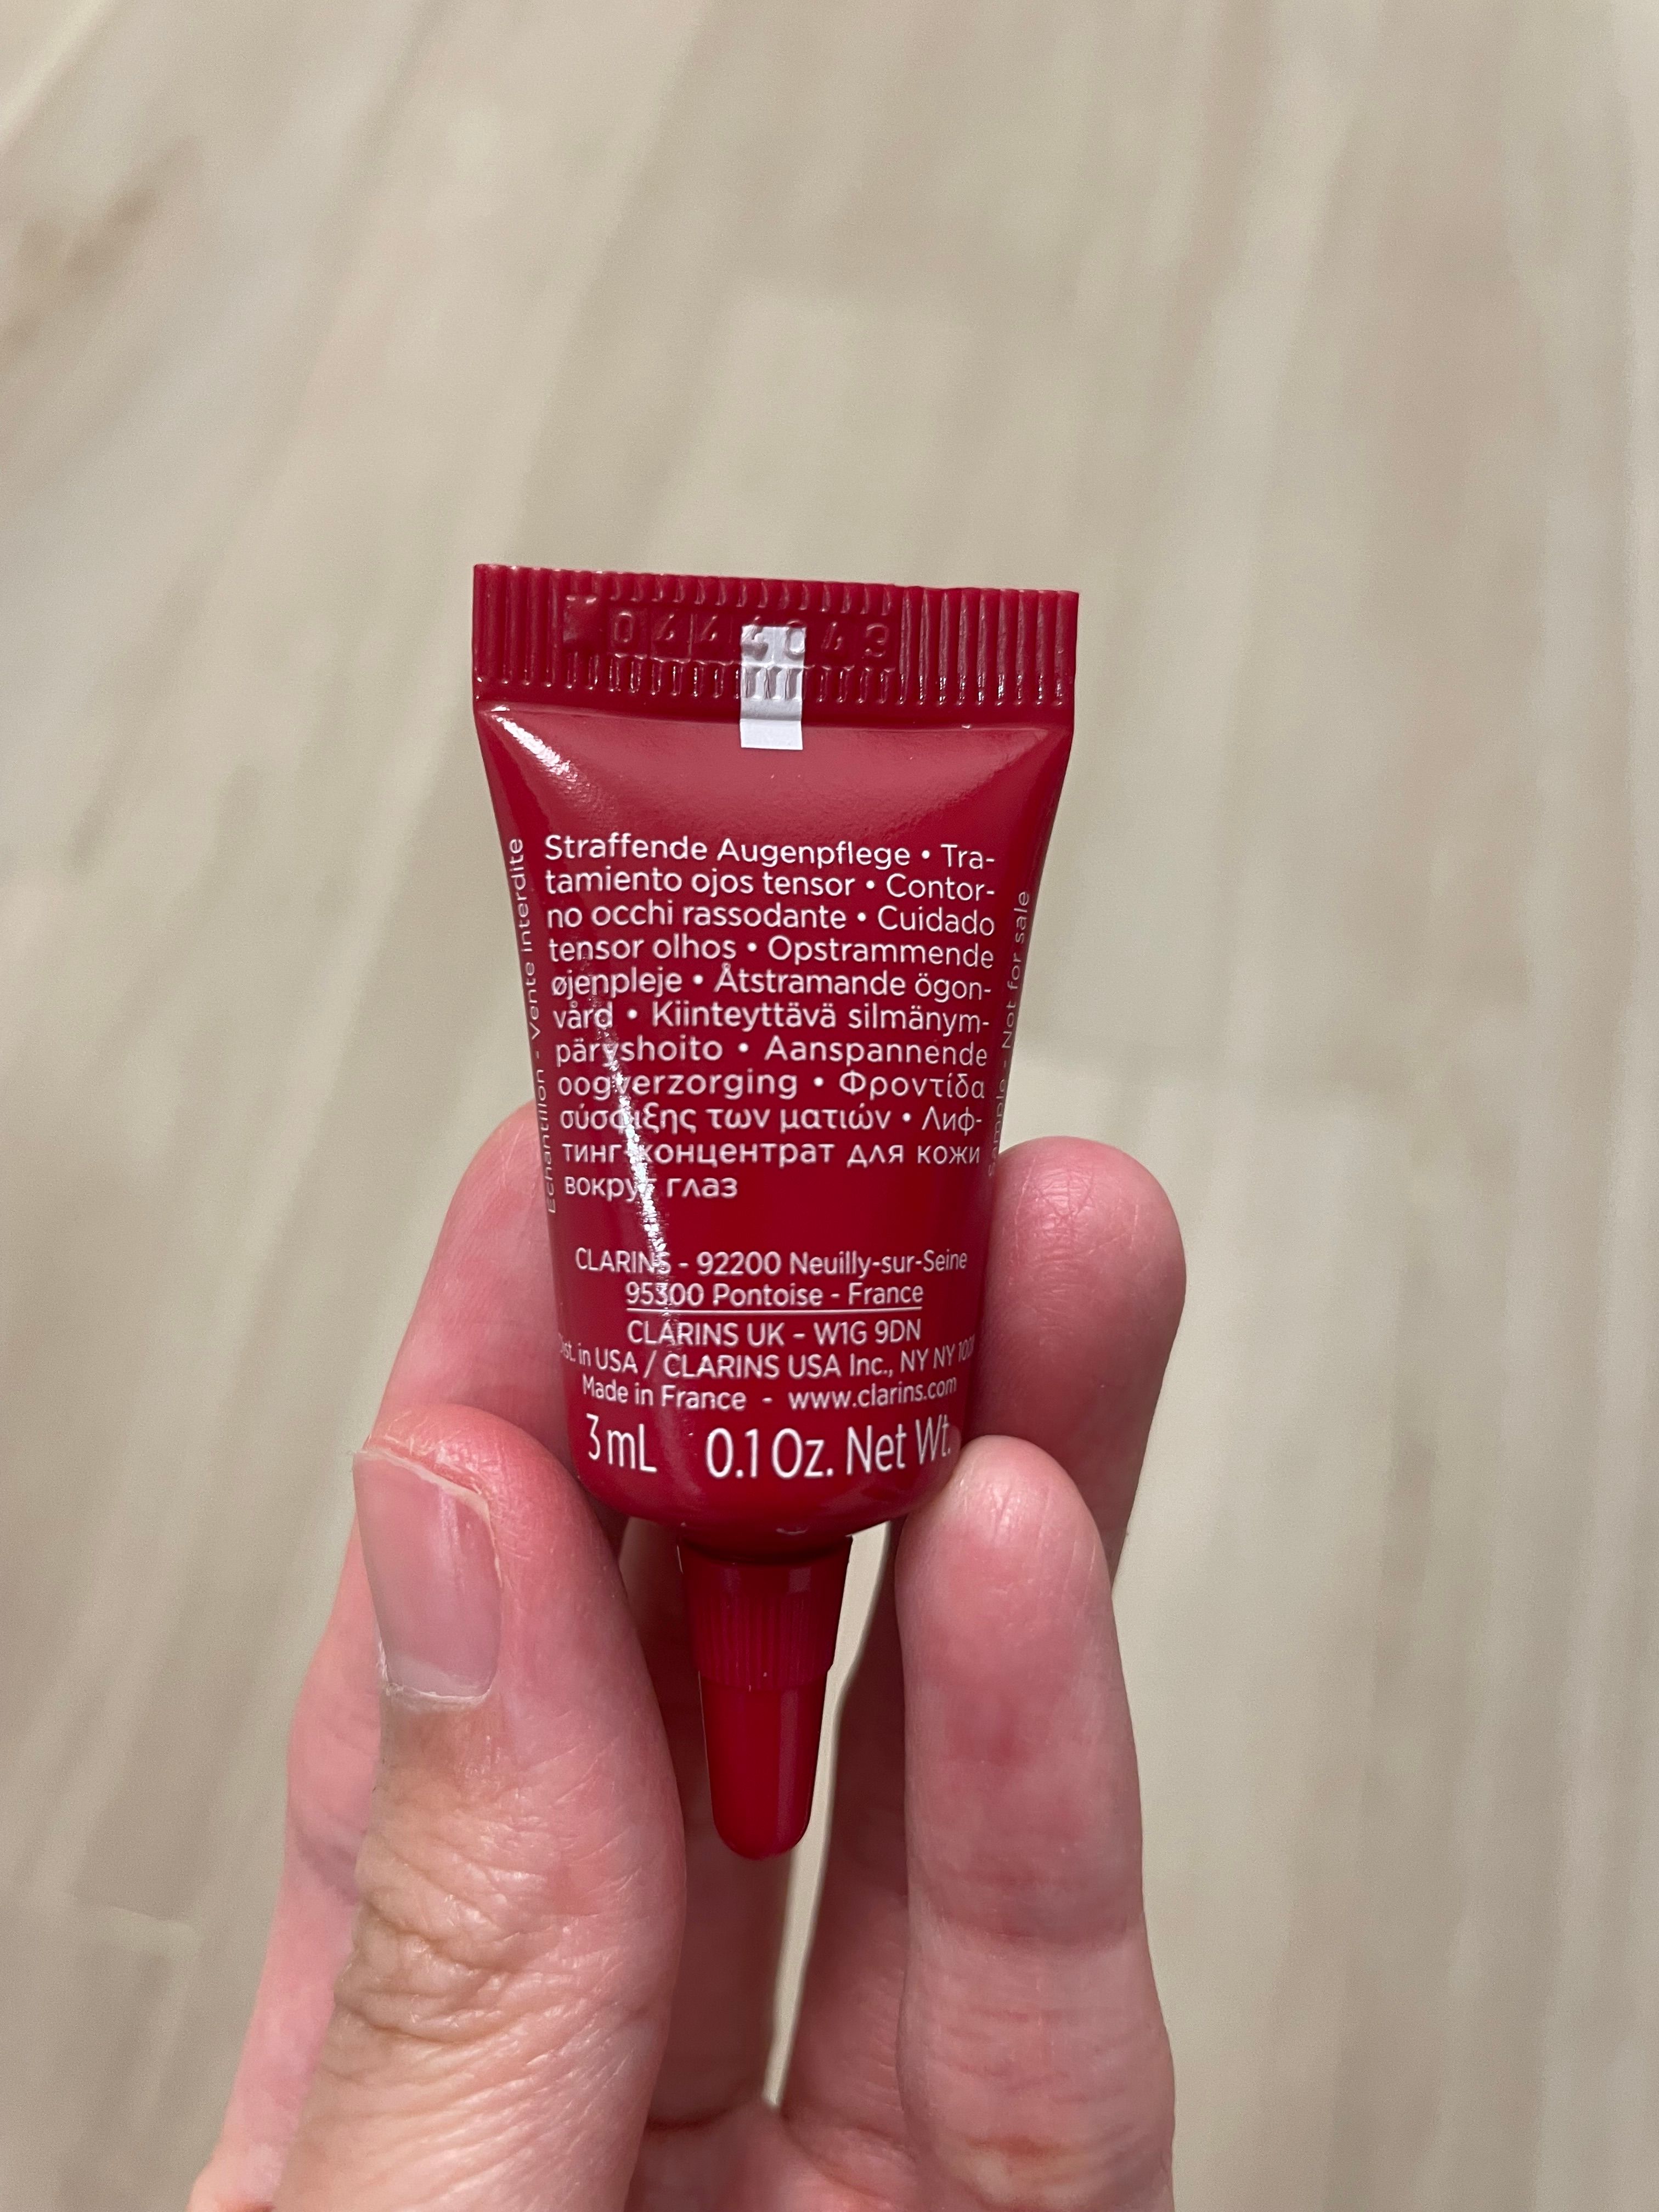 Straffende Augenpflege • Tra-
tamiento ojos tensor • Contor-
no occhi rassodante • Cuidado
tensor olhos • Opstrammende
øjenpleje • Åtstramande ögon-
vård • Kiinteyttävä silmänym-
päryshoito • Aanspannende
oogverzorging • Φροντίδα
σύσφιξης των ματιών • Лиф-
тинг-концентрат для кожи
вокруг глаз
CLARINS - 92200 Neuilly-sur-Seine
95300 Pontoise - France
CLARINS UK - W1G 9DN
in USA / CLARINS USA Inc., NY NY
Made in France - www.clarins.com
3 mL 0.1 Oz. Net Wt.
Echantillon - Vente interdite
Sample - Not for sale